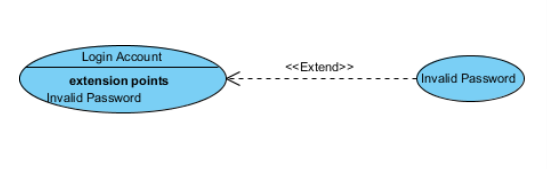 Login Account
extension points
Invalid Password
<<Extend>>
Invalid Password